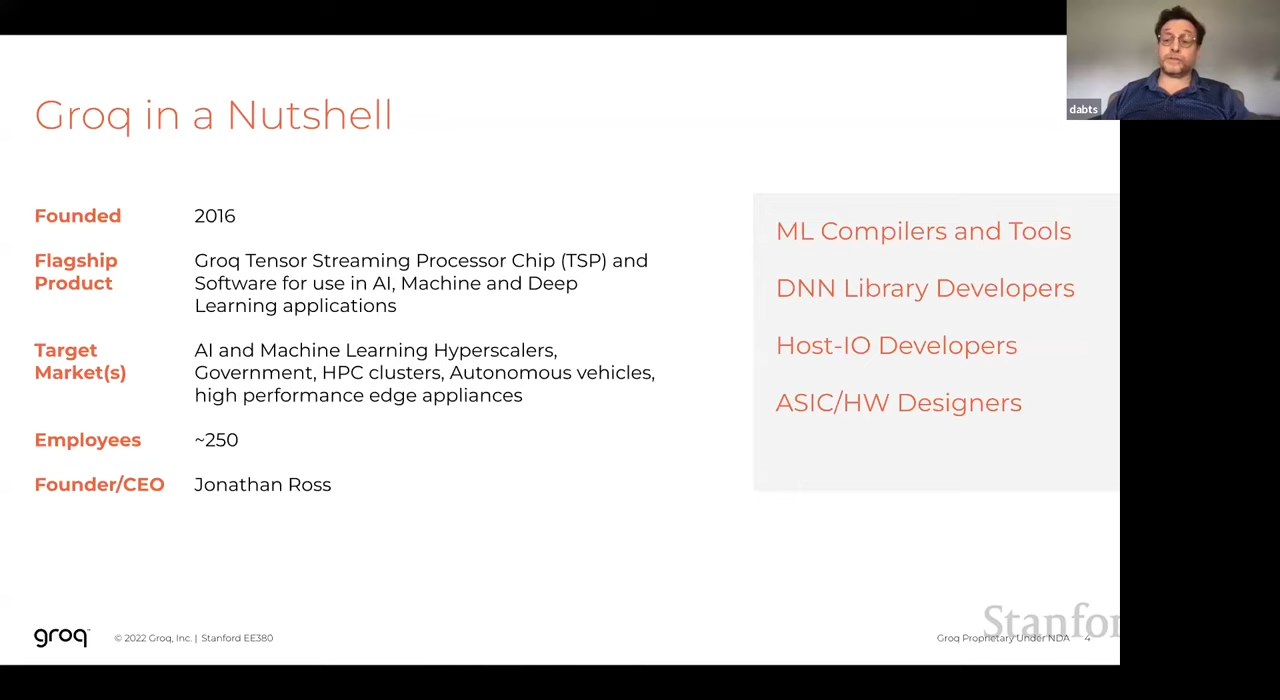 dabts
Groq in a Nutshell
Founded
2016
Flagship
Product
Groq Tensor Streaming Processor Chip (TSP) and
Software for use in AI, Machine and Deep
Learning applications
Target
Market(s)
AI and Machine Learning Hyperscalers,
Government, HPC clusters, Autonomous vehicles,
high performance edge appliances
Employees
~250
Founder/CEO
Jonathan Ross
ML Compilers and Tools
DNN Library Developers
Host-IO Developers
ASIC/HW Designers
groq™
© 2022 Groq, Inc. | Stanford EE380
Stanfor
Groq Proprietary Under NDA
4